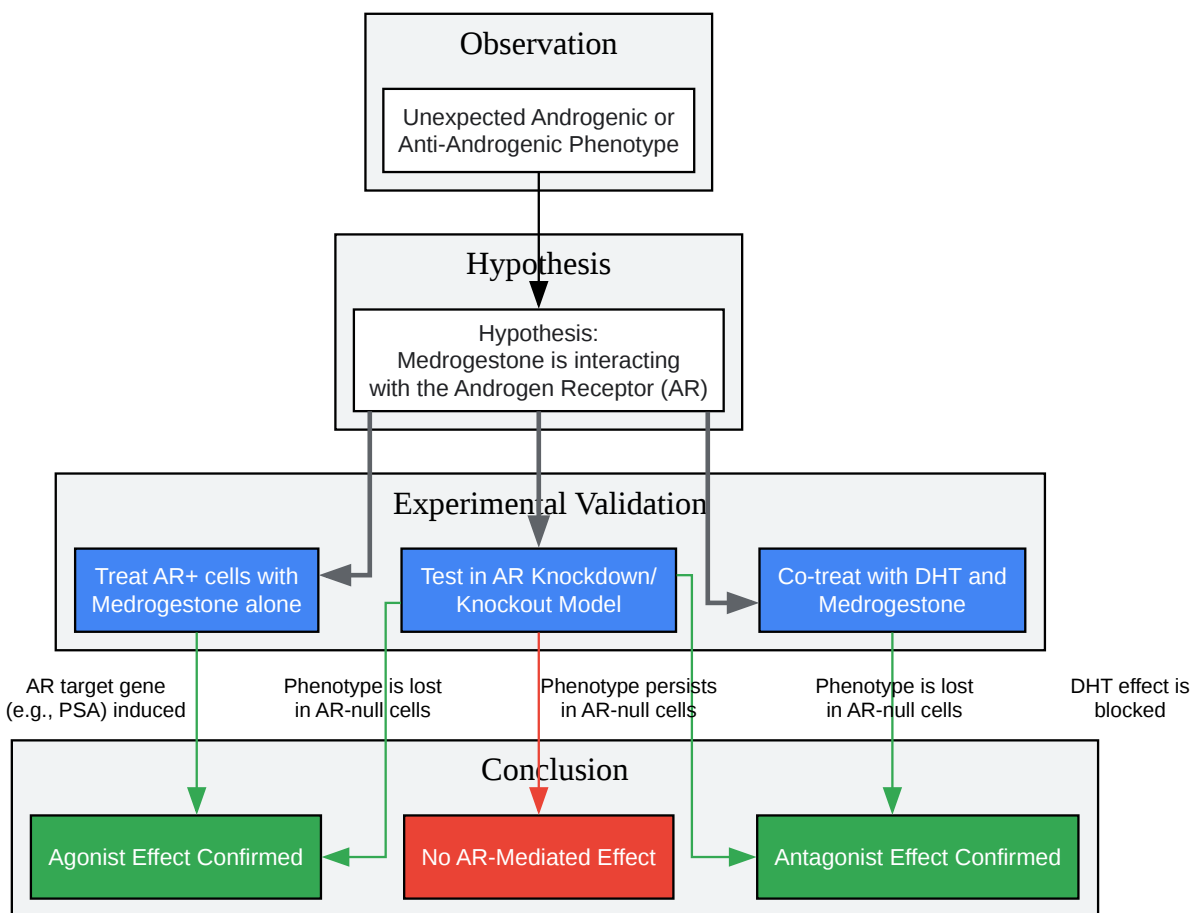 Observation
Unexpected Androgenic or
Anti-Androgenic Phenotype
Hypothesis
Hypothesis:
Medrogestone is interacting
with the Androgen Receptor (AR)
Experimental Validation
Treat AR+ cells with
Medrogestone alone
Test in AR Knockdown/
Knockout Model
Co-treat with DHT and
Medrogestone
AR target gene
(e.g., PSA) induced
Phenotype is lost
in AR-null cells
Phenotype persists
in AR-null cells
Phenotype is lost
in AR-null cells
DHT effect is
blocked
Conclusion
Agonist Effect Confirmed
No AR-Mediated Effect
Antagonist Effect Confirmed